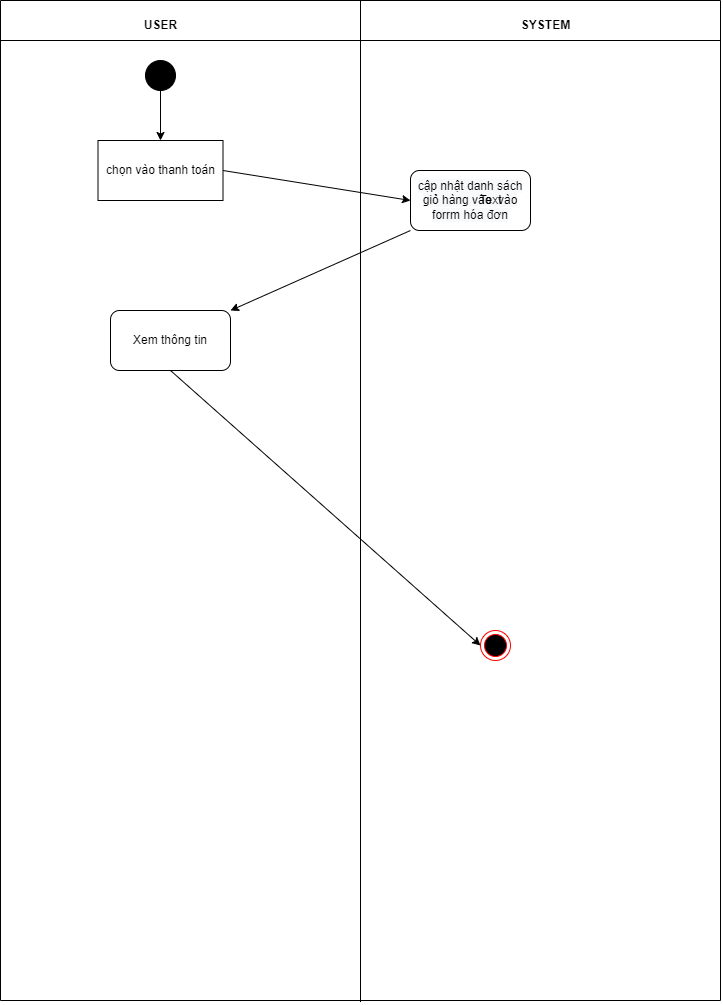 USER
SYSTEM
chọn vào thanh toán
cập nhật danh sách
giỏ hàng vào
Text
forrm hóa đơn
Xem thông tin